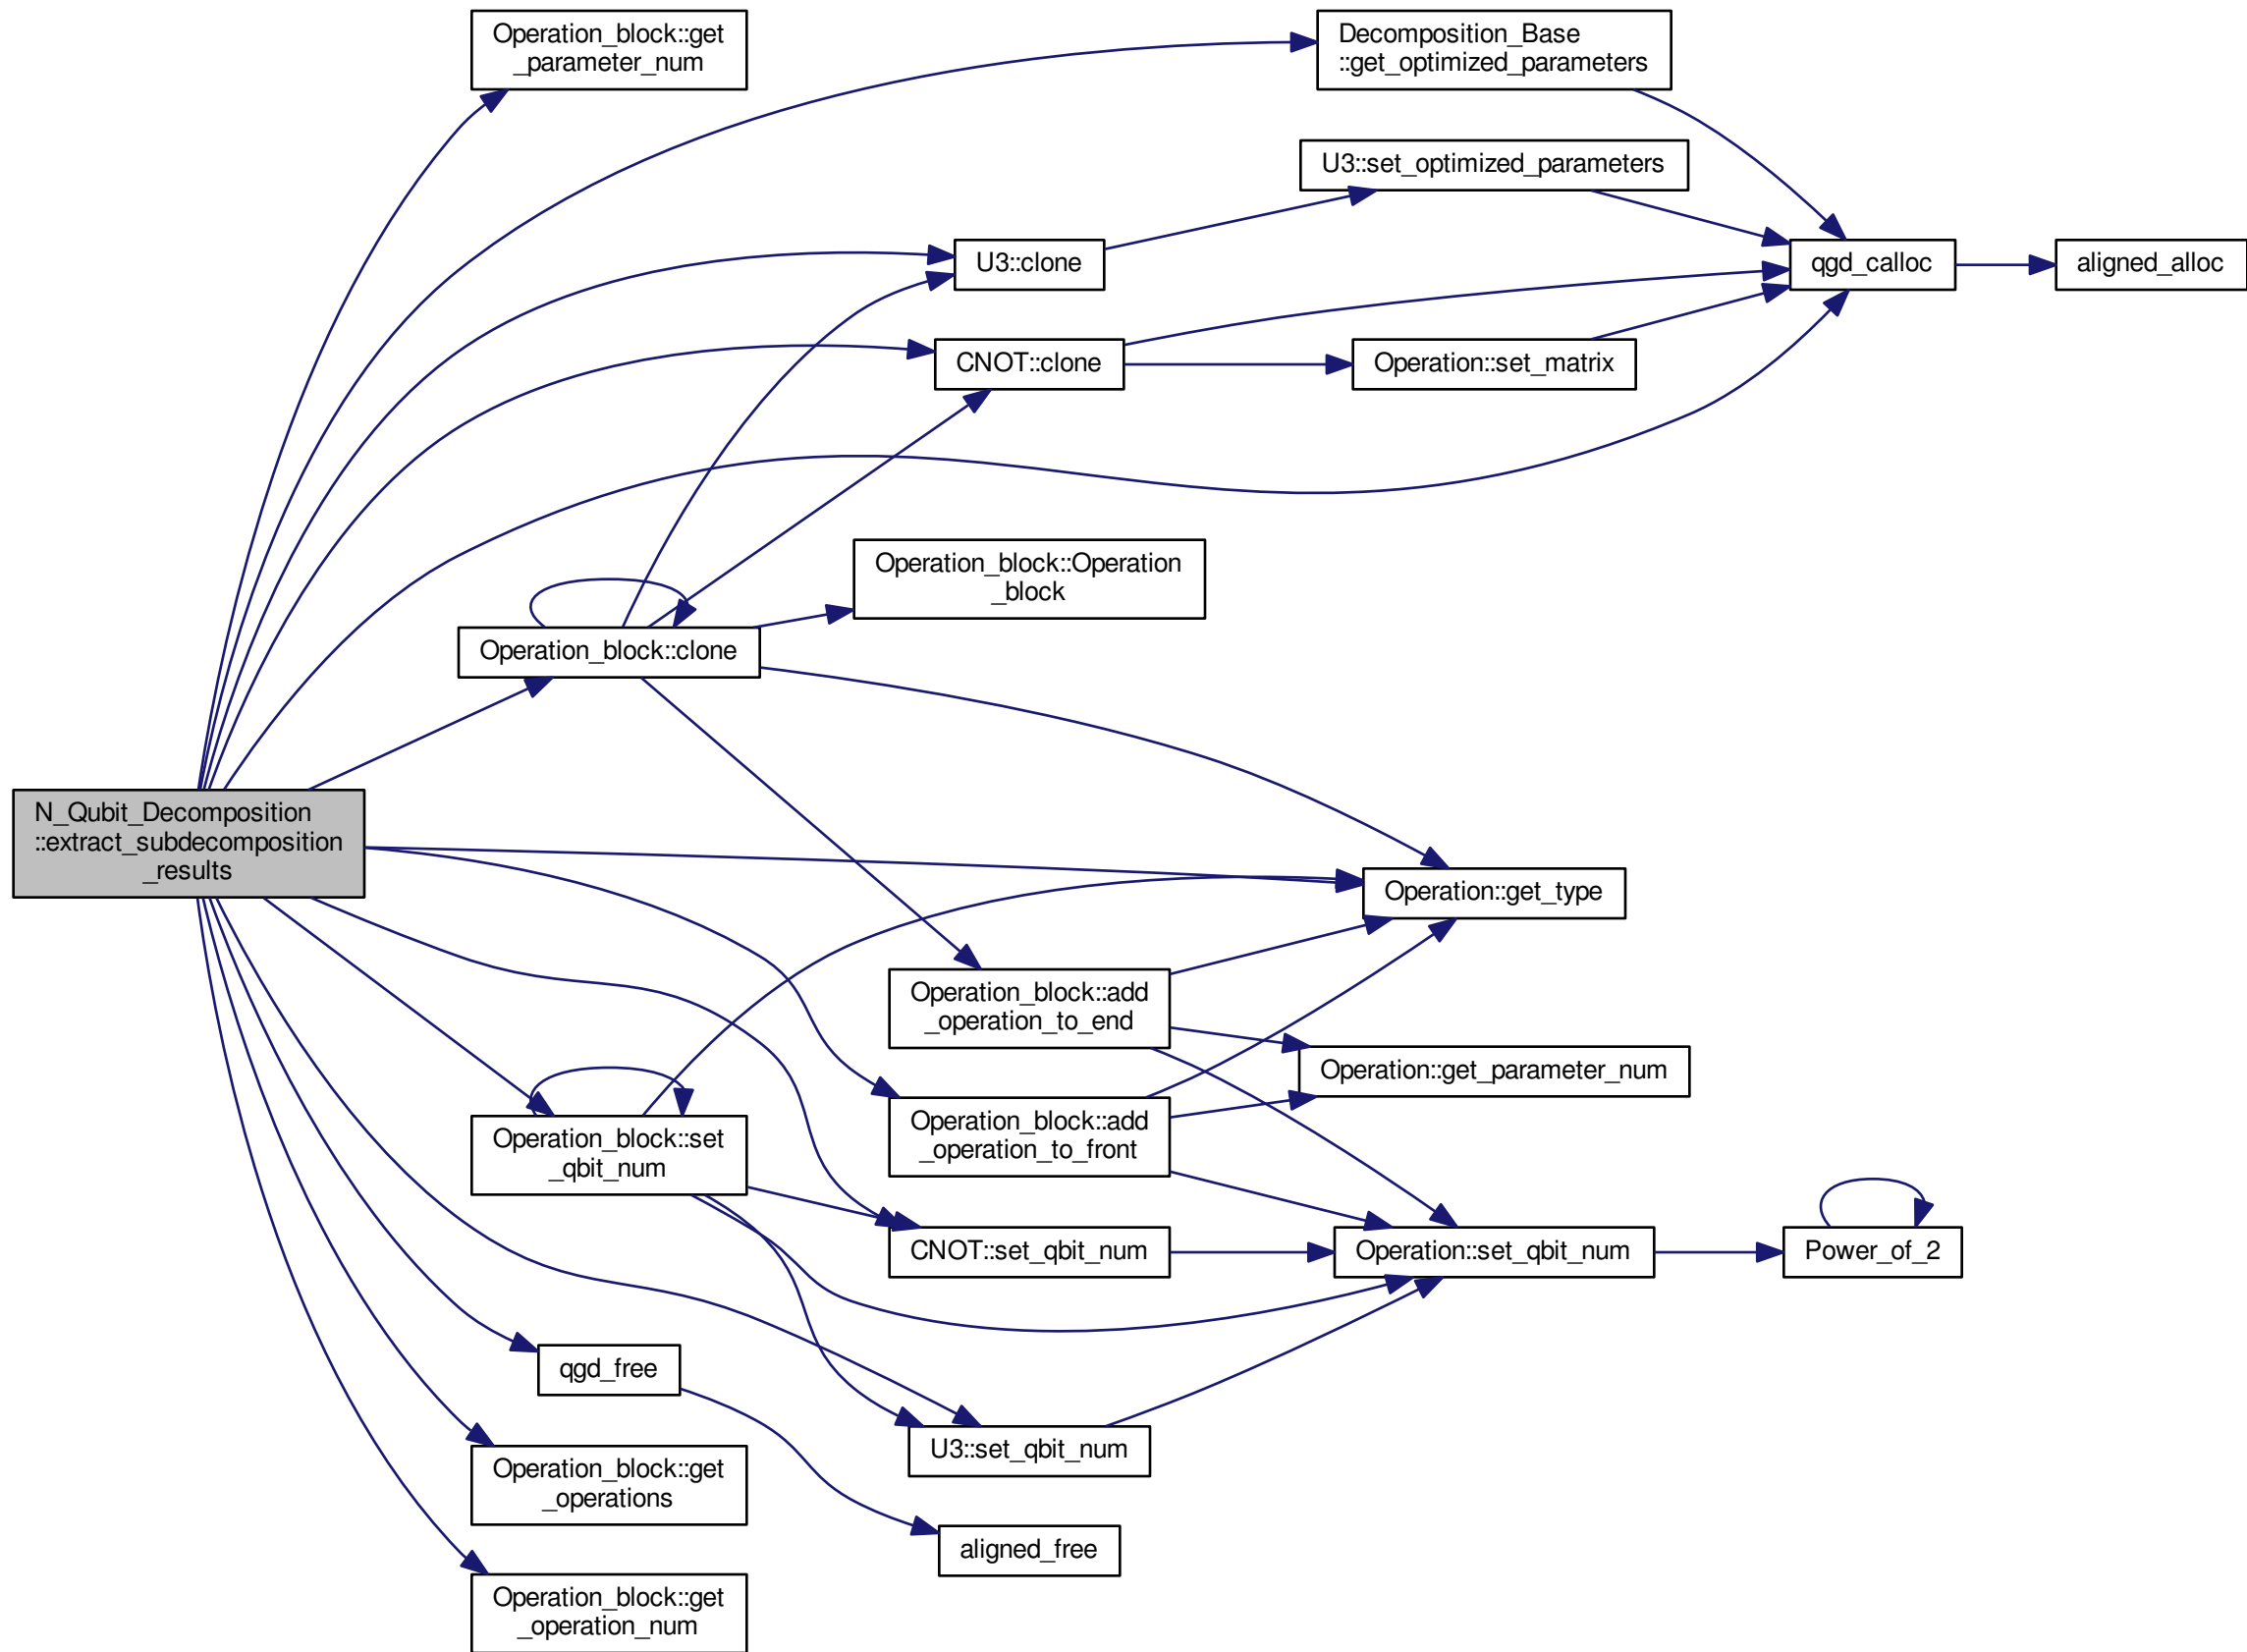 Operation_block::get
_parameter_num
Decomposition_Base
::get_optimized_parameters
U3::set_optimized_parameters
U3::clone
qgd_calloc
aligned_alloc
CNOT::clone
Operation::set_matrix
Operation_block::Operation
_block
Operation_block::clone
N_Qubit_Decomposition
::extract_subdecomposition
_results
Operation::get_type
Operation_block::add
_operation_to_end
Operation::get_parameter_num
Operation_block::add
_operation_to_front
Operation_block::set
_qbit_num
CNOT::set_qbit_num
Operation::set_qbit_num
Power_of_2
qgd_free
U3::set_qbit_num
Operation_block::get
_operations
aligned_free
Operation_block::get
_operation_num